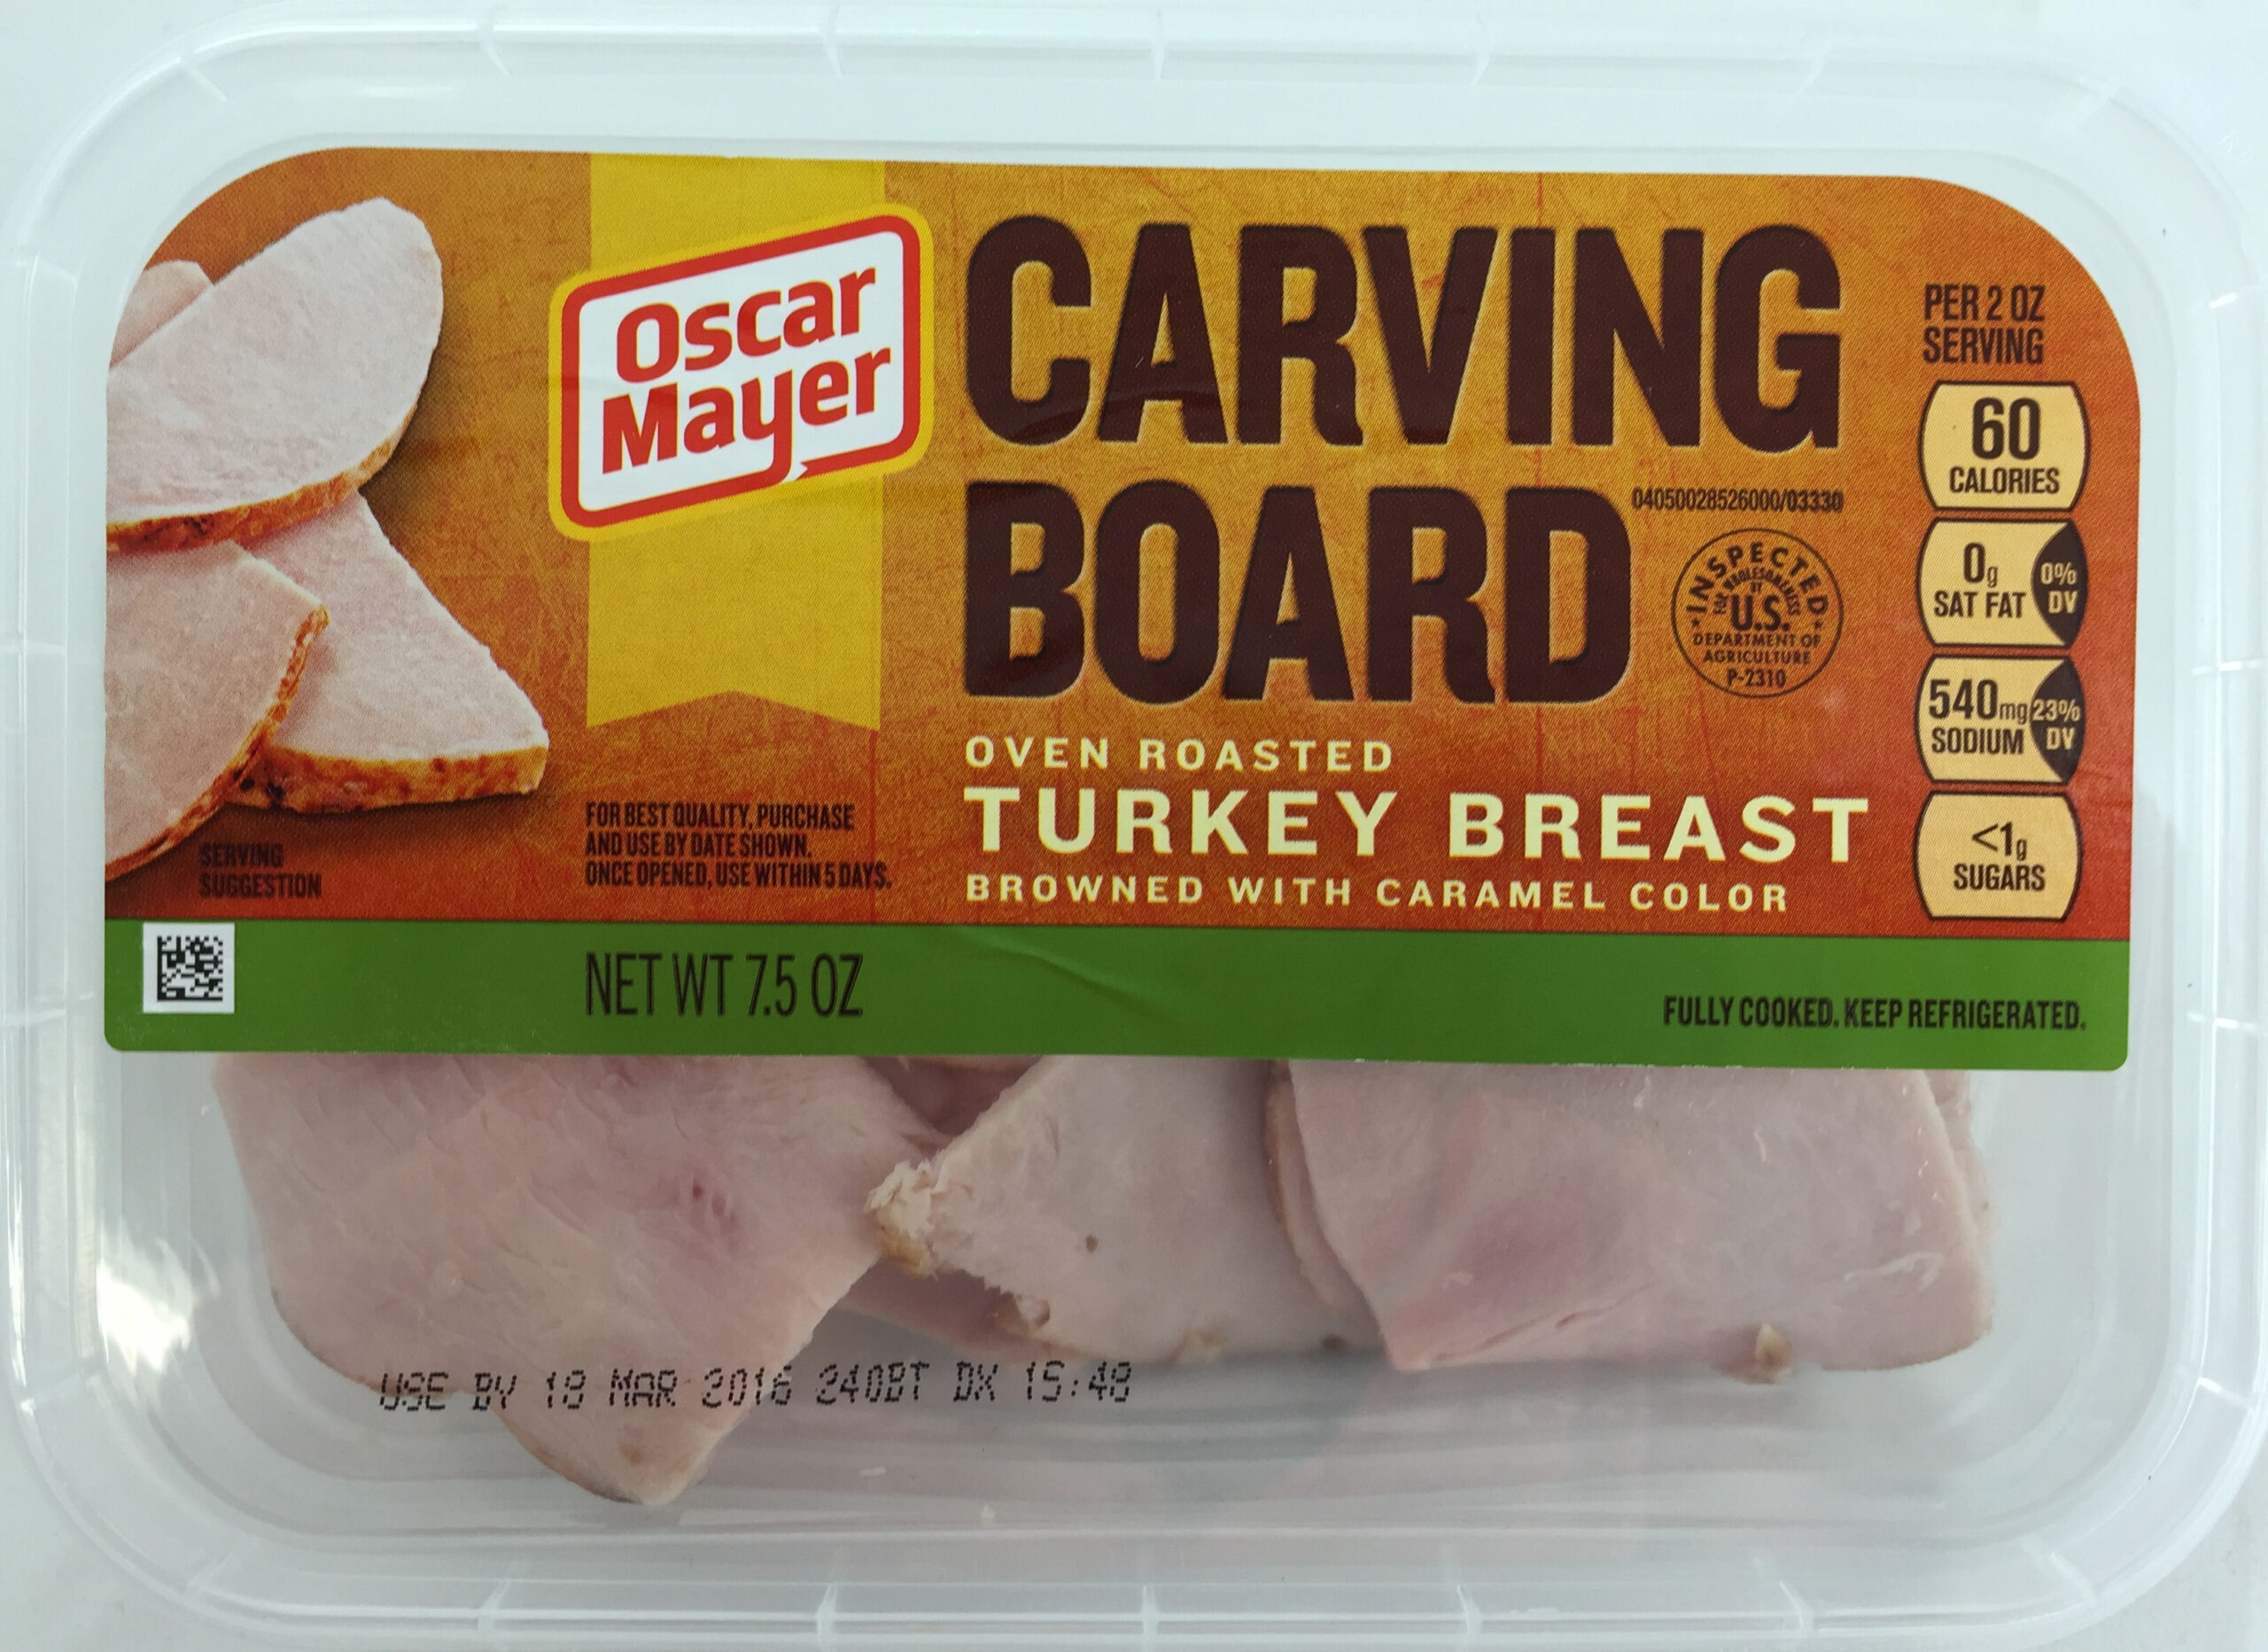 Oscar
Mayer
CARVING
BOARD
04050028526000/03330
INSPECTED
FOR WHOLESOMENESS
BY
U.S.
DEPARTMENT OF
AGRICULTURE
P-2310
OVEN ROASTED
TURKEY BREAST
BROWNED WITH CARAMEL COLOR
PER 2 OZ
SERVING
60
CALORIES
0g
SAT FAT
0%
DV
540mg
SODIUM
23%
DV
<1g
SUGARS
SERVING
SUGGESTION
FOR BEST QUALITY, PURCHASE
AND USE BY DATE SHOWN.
ONCE OPENED, USE WITHIN 5 DAYS.
NET WT 7.5 OZ
FULLY COOKED. KEEP REFRIGERATED.
USE BY 18 MAR 2016 240BT DX 15:48